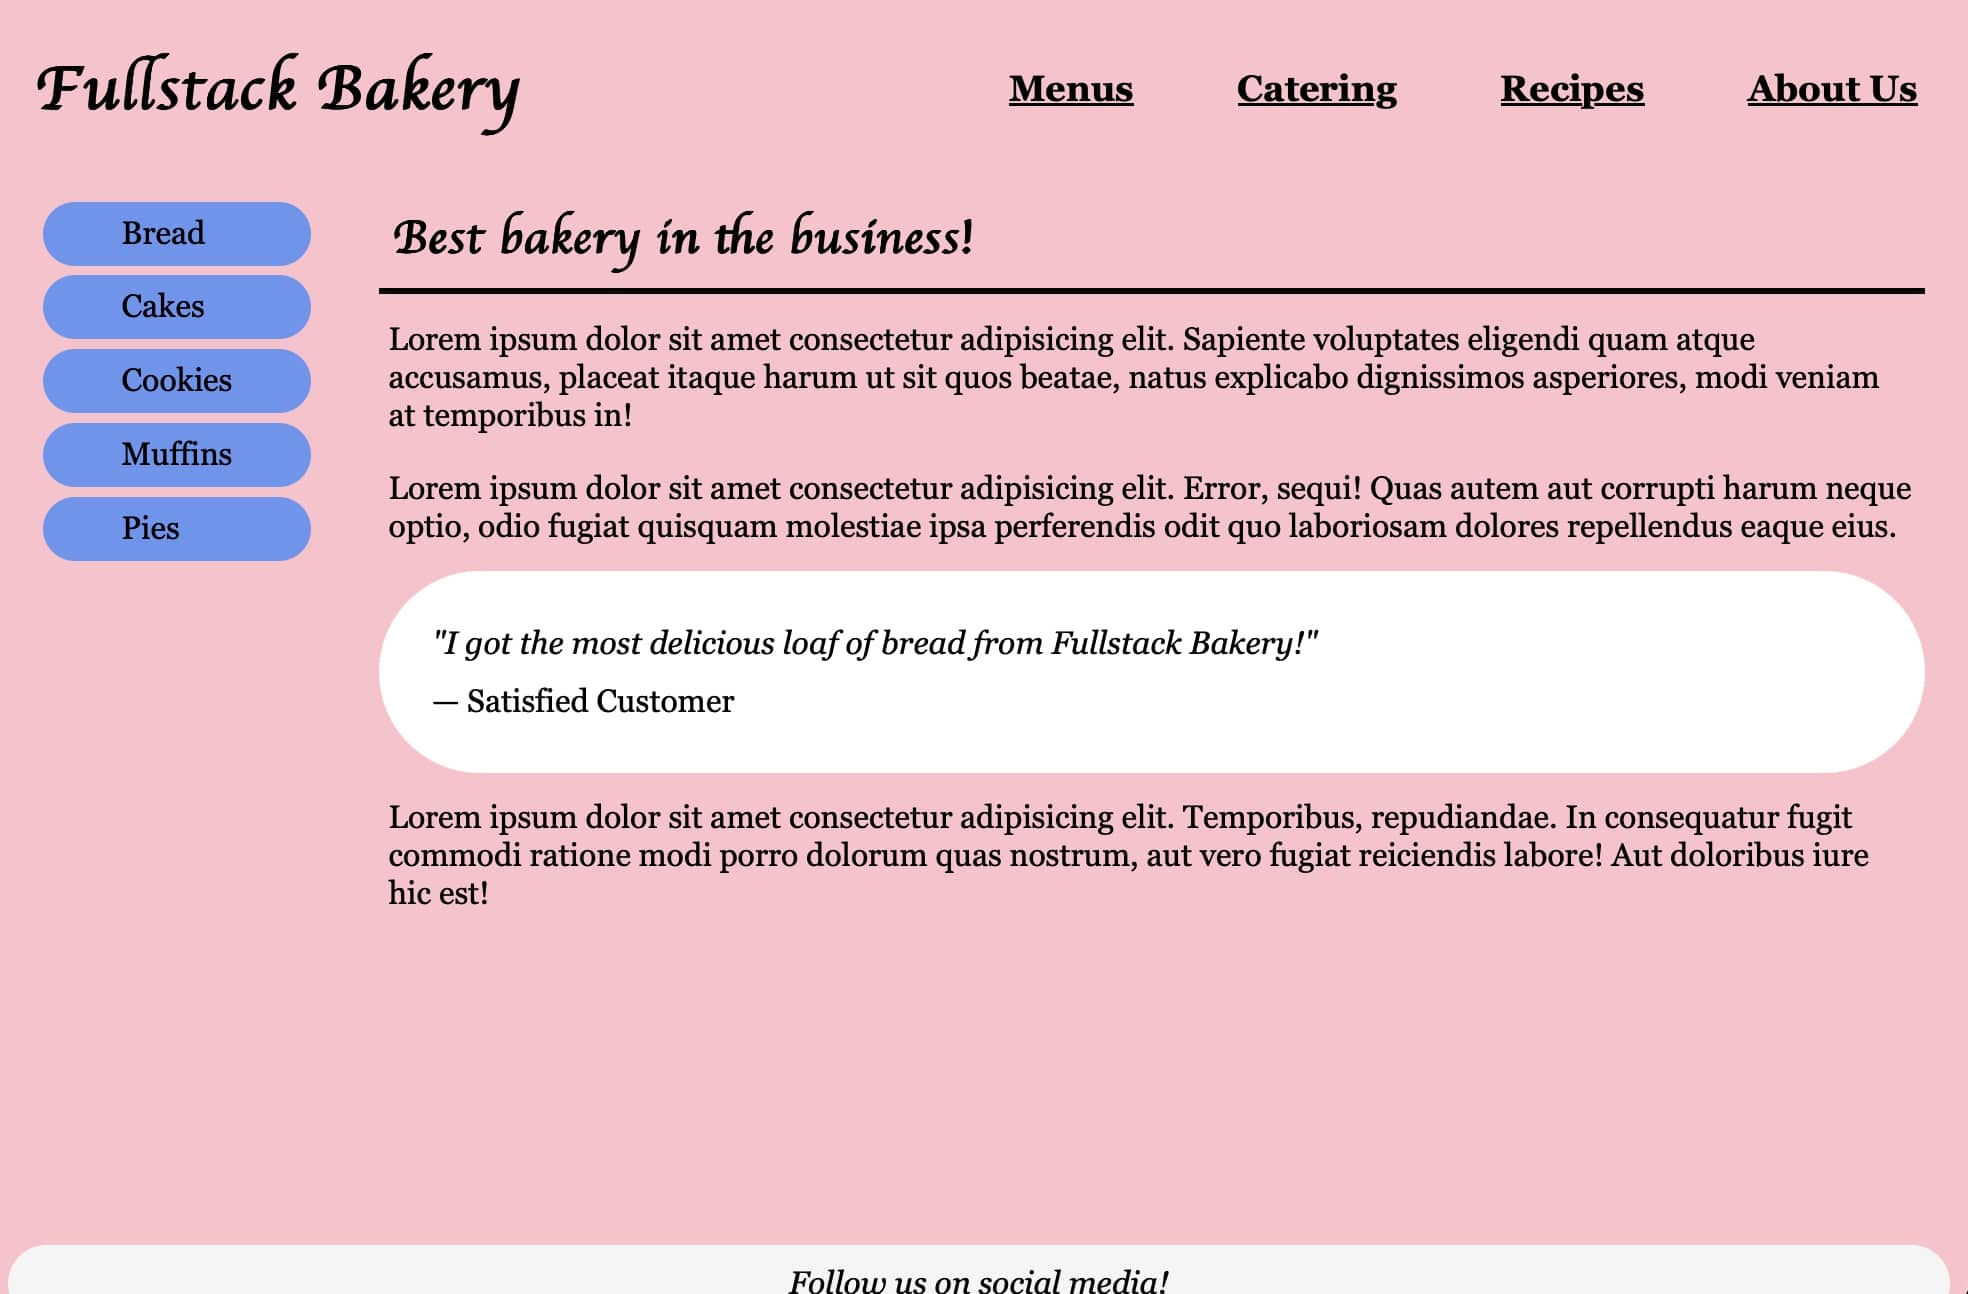 Fullstack Bakery
Menus
Catering
Recipes
About Us
Bread
Cakes
Cookies
Muffins
Pies
Best bakery in the business!
Lorem ipsum dolor sit amet consectetur adipisicing elit. Sapiente voluptates eligendi quam atque
accusamus, placeat itaque harum ut sit quos beatae, natus explicabo dignissimos asperiores, modi veniam
at temporibus in!
Lorem ipsum dolor sit amet consectetur adipisicing elit. Error, sequi! Quas autem aut corrupti harum neque
optio, odio fugiat quisquam molestiae ipsa perferendis odit quo laboriosam dolores repellendus eaque eius.
"I got the most delicious loaf of bread from Fullstack Bakery!"
— Satisfied Customer
Lorem ipsum dolor sit amet consectetur adipisicing elit. Temporibus, repudiandae. In consequatur fugit
commodi ratione modi porro dolorum quas nostrum, aut vero fugiat reiciendis labore! Aut doloribus iure
hic est!
Follow us on social media!